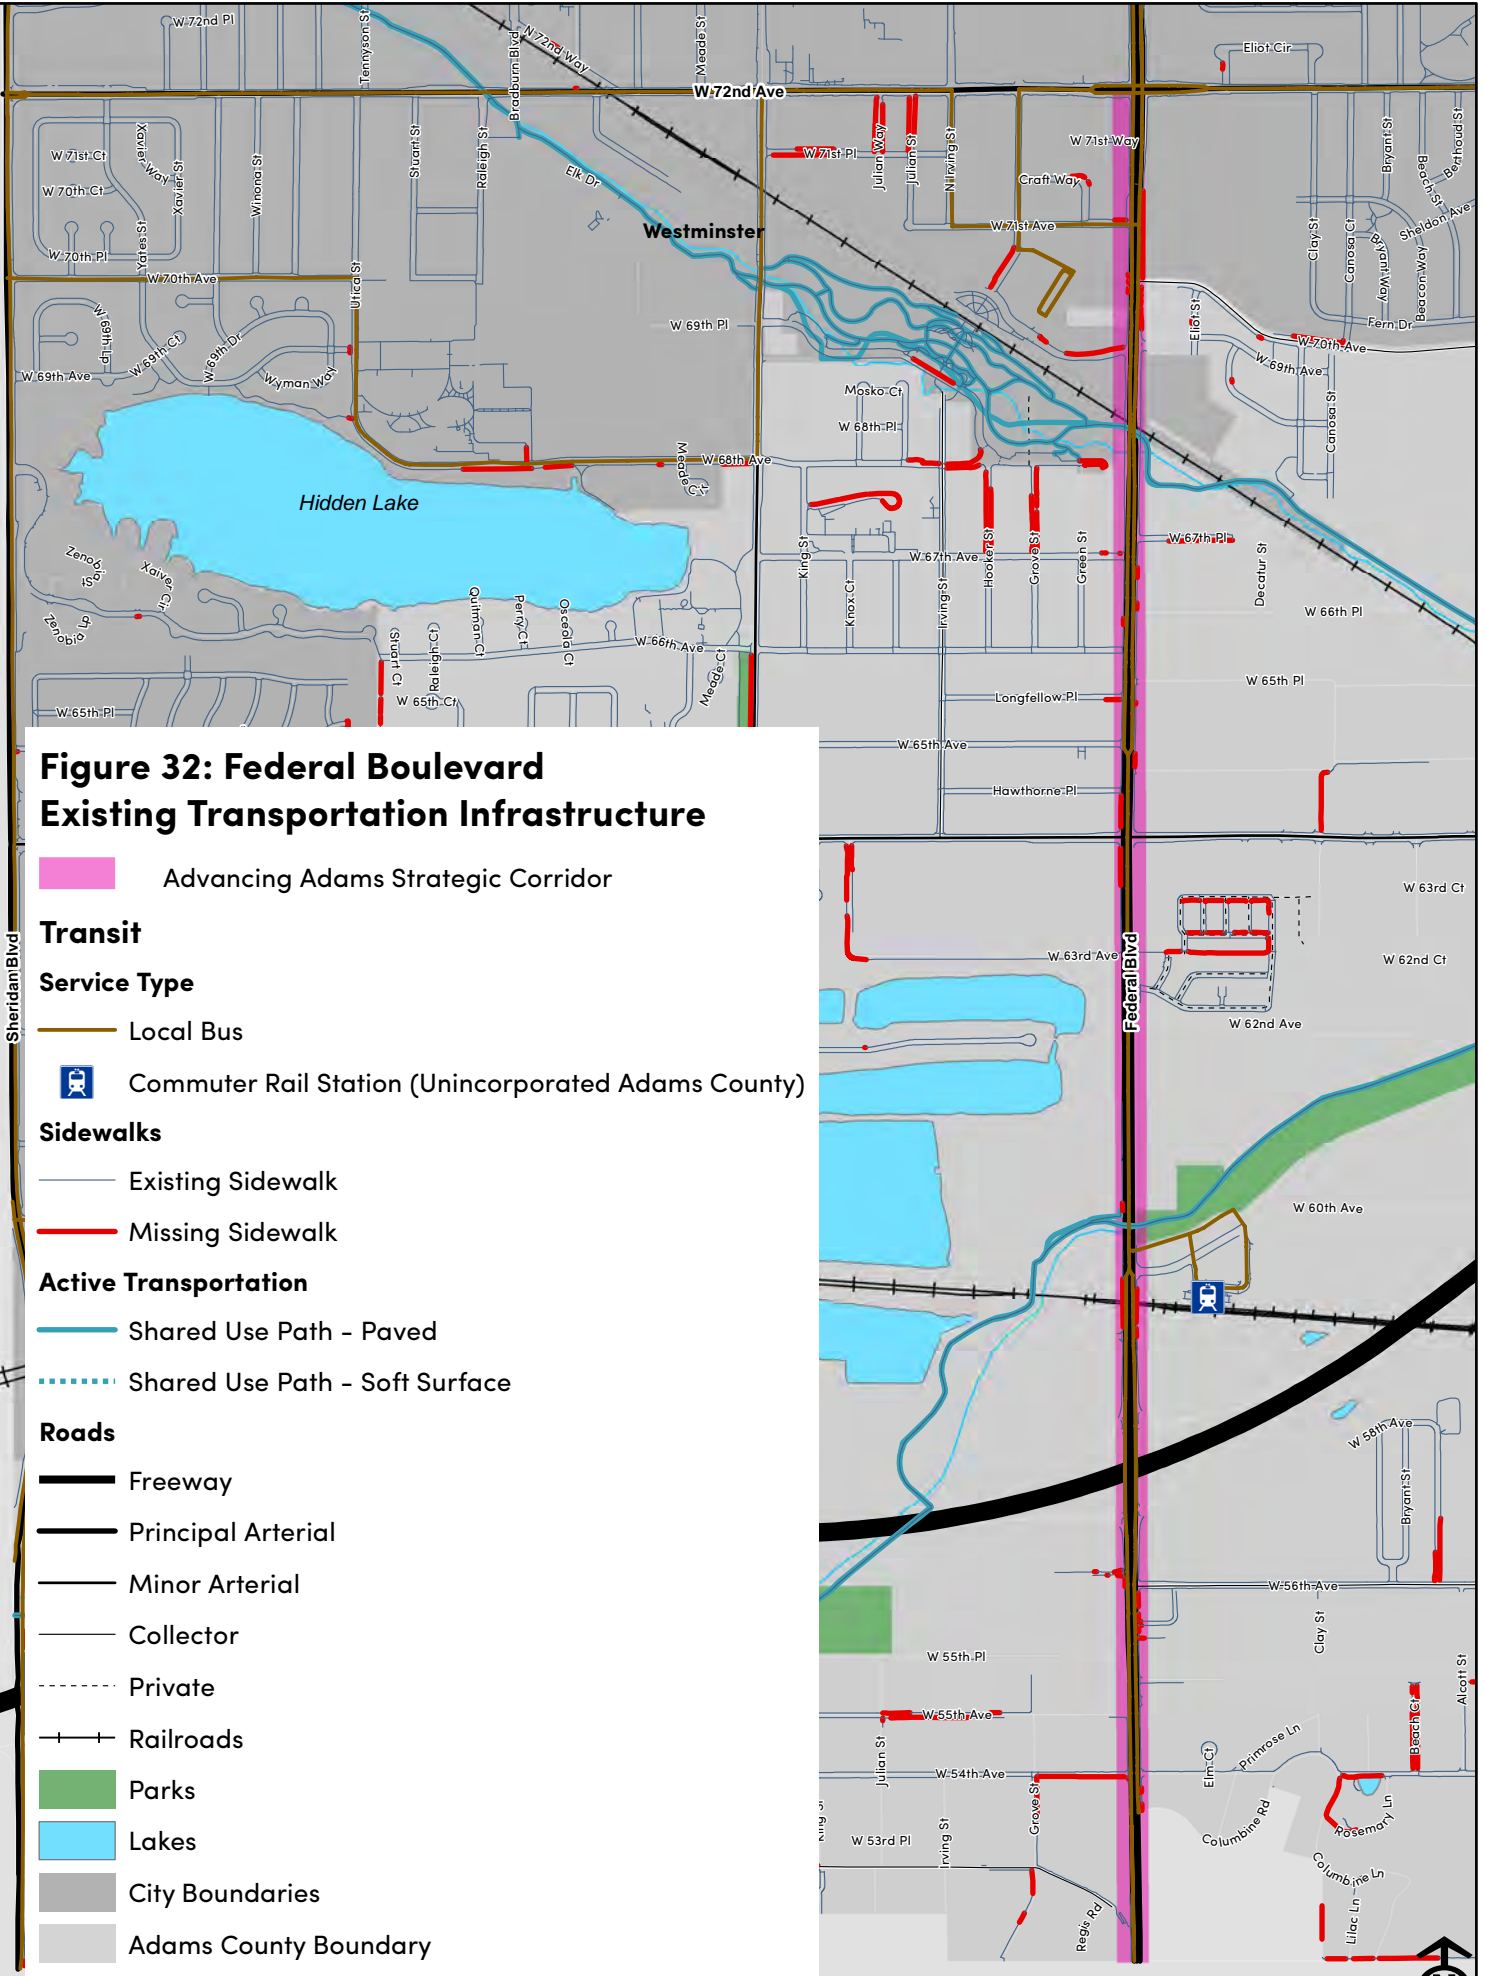 W 72nd Pl
Tennyson St
Bradburn Blvd
N 72nd Way
Meade St
Eliot Cir
W 72nd Ave
W 71st Ct
Xavier Way
Xavier St
W 70th Ct
Winona St
Stuart St
Raleigh St
Elk Dr
W 71st Pl
Julian Way
Julian St
N Irving St
W 71st Way
Craft Way
Bryant St
Beach St
Berthoud St
Sheldon Ave
Westminster
W 71st Ave
W 70th Pl
Yates St
W 70th Ave
Utica St
Clay St
Canosa Ct
Bryant Way
Beacon Way
W 69th Lp
W 69th Ct
W 69th Dr
W 69th Pl
Eliot St
Fern Dr
W 70th Ave
W 69th Ave
W 69th Ave
Wyman Way
Mosko Ct
W 68th Pl
Canosa St
W 68th Ave
Meade Cir
Hidden Lake
Zenobia St
Xaiver Cir
Zenobia Lp
Quitman Ct
Perry Ct
Osceola Ct
King St
Knox Ct
W 67th Ave
Irving St
Hooker St
Grove St
Green St
W 67th Pl
Decatur St
W 66th Pl
Stuart Ct
Raleigh Ct
W 66th Ave
Meade Ct
W 65th Ct
W 65th Pl
Longfellow Pl
W 65th Pl
W 65th Ave
Hawthorne Pl
Figure 32: Federal Boulevard
Existing Transportation Infrastructure
Advancing Adams Strategic Corridor
Transit
Service Type
Local Bus
Commuter Rail Station (Unincorporated Adams County)
Sidewalks
Existing Sidewalk
Missing Sidewalk
Active Transportation
Shared Use Path - Paved
Shared Use Path - Soft Surface
Roads
Freeway
Principal Arterial
Minor Arterial
Collector
Private
Railroads
Parks
Lakes
City Boundaries
Adams County Boundary
Sheridan Blvd
Federal Blvd
W 63rd Ct
W 63rd Ave
W 62nd Ct
W 62nd Ave
W 60th Ave
W 58th Ave
Bryant St
W 56th Ave
Clay St
W 55th Pl
W 55th Ave
Julian St
Alcott St
Beach Ct
Primrose Ln
Elm Ct
W 54th Ave
Grove St
Columbine Rd
Rosemary Ln
King St
W 53rd Pl
Irving St
Columbine Ln
Lilac Ln
Regis Rd